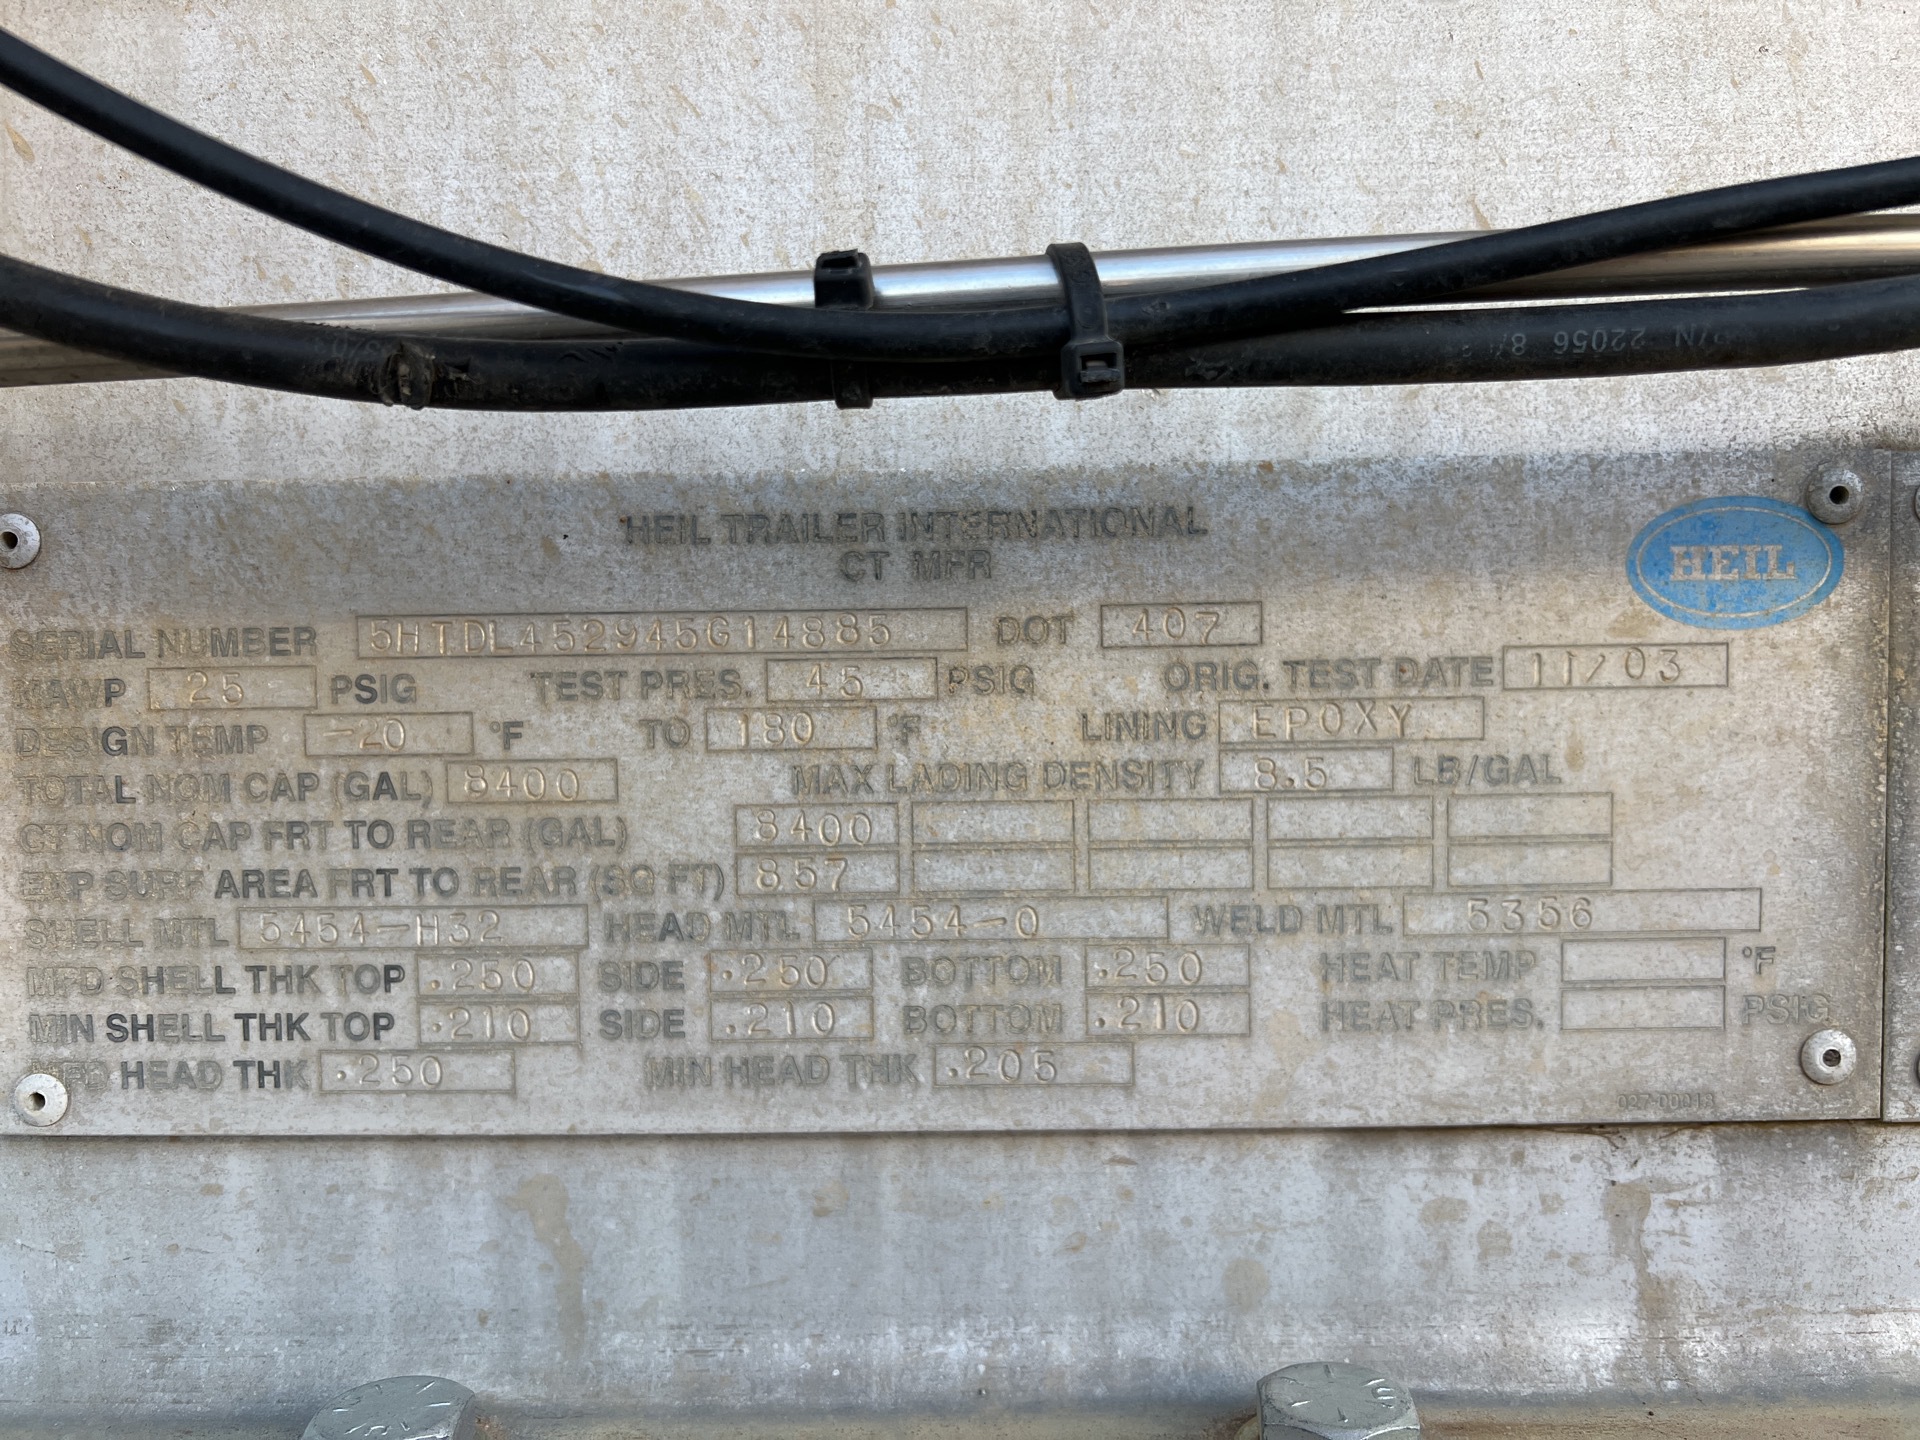 P/N 22056 8/
HEIL TRAILER INTERNATIONAL
CT MFR
HEIL
SERIAL NUMBER 5HTDL452945G14885 DOT 407
MAWP 25 PSIG TEST PRES. 45 PSIG ORIG. TEST DATE 11/03
DESIGN TEMP -20 °F TO 180 °F LINING EPOXY
TOTAL NOM CAP (GAL) 8400 MAX LADING DENSITY 8.5 LB/GAL
CT NOM CAP FRT TO REAR (GAL) 8400
EXP SURF AREA FRT TO REAR (SQ FT) 857
SHELL MTL 5454-H32 HEAD MTL 5454-0 WELD MTL 5356
MFD SHELL THK TOP .250 SIDE .250 BOTTOM .250 HEAT TEMP °F
MIN SHELL THK TOP .210 SIDE .210 BOTTOM .210 HEAT PRES. PSIG
MFD HEAD THK .250 MIN HEAD THK .205
027-00018